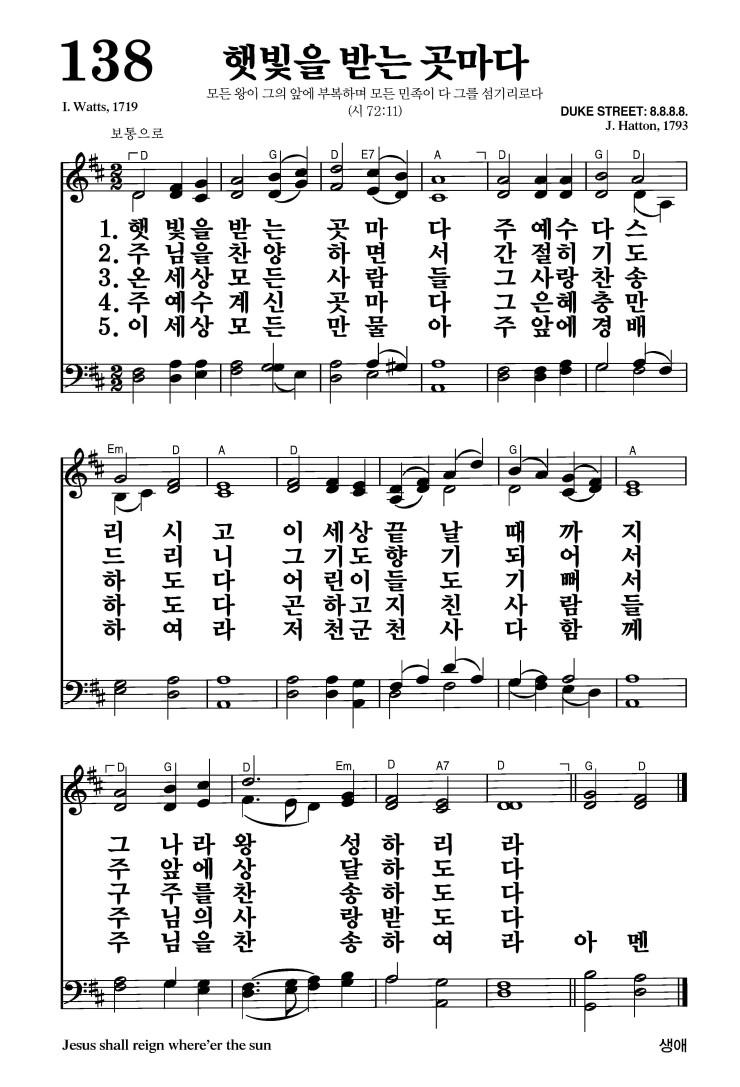 138
햇빛을 받는 곳마다
모든 왕이 그의 앞에 부복하며 모든 민족이 다 그를 섬기리로다
(시 72:11)
I. Watts, 1719
DUKE STREET: 8.8.8.8.
J. Hatton, 1793
보통으로
D G D E7 A D G D
1. 햇 빛 을 받 는 곳 마 다 주 예 수 다 스
2. 주 님 을 찬 양 하 면 서 간 절 히 기 도
3. 온 세 상 모 든 사 람 들 그 사 랑 찬 송
4. 주 예 수 계 신 곳 마 다 그 은 혜 충 만
5. 이 세 상 모 든 만 물 아 주 앞 에 경 배
Em D A D G A
리 시 고 이 세 상 끝 날 때 까 지
드 리 니 그 기 도 향 기 되 어 서
하 도 다 어 린 이 들 도 기 뻐 서
하 도 다 곤 하 고 지 친 사 람 들
하 여 라 저 천 군 천 사 다 함 께
D G D Em D A7 D G D
그 나 라 왕 성 하 리 라
주 앞 에 상 달 하 도 다
구 주 를 찬 송 하 도 다
주 님 의 사 랑 받 도 다
주 님 을 찬 송 하 여 라 아 멘
Jesus shall reign where'er the sun
생애